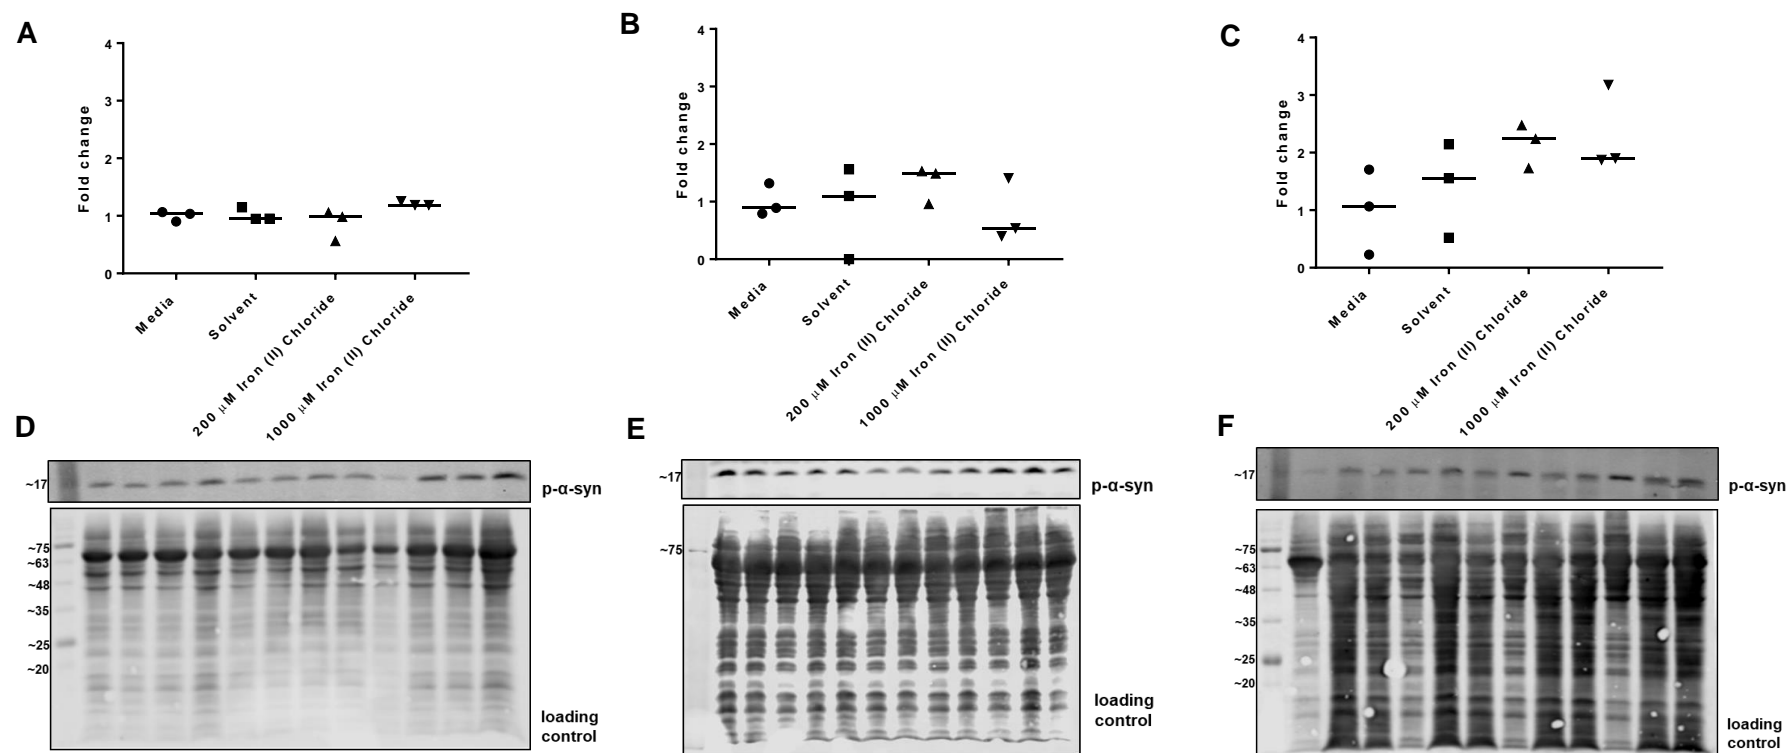 A
4
3
2
1
0
Fold change
Media
Solvent
200 μM Iron (II) Chloride
1000 μM Iron (II) Chloride
B
4
3
2
1
0
Fold change
Media
Solvent
200 μM Iron (II) Chloride
1000 μM Iron (II) Chloride
C
4
3
2
1
0
Fold change
Media
Solvent
200 μM Iron (II) Chloride
1000 μM Iron (II) Chloride
D
~17
p-α-syn
~75
~63
~48
~35
~25
~20
loading
control
E
~17
p-α-syn
~75
loading
control
F
~17
p-α-syn
~75
~63
~48
~35
~25
~20
loading
control